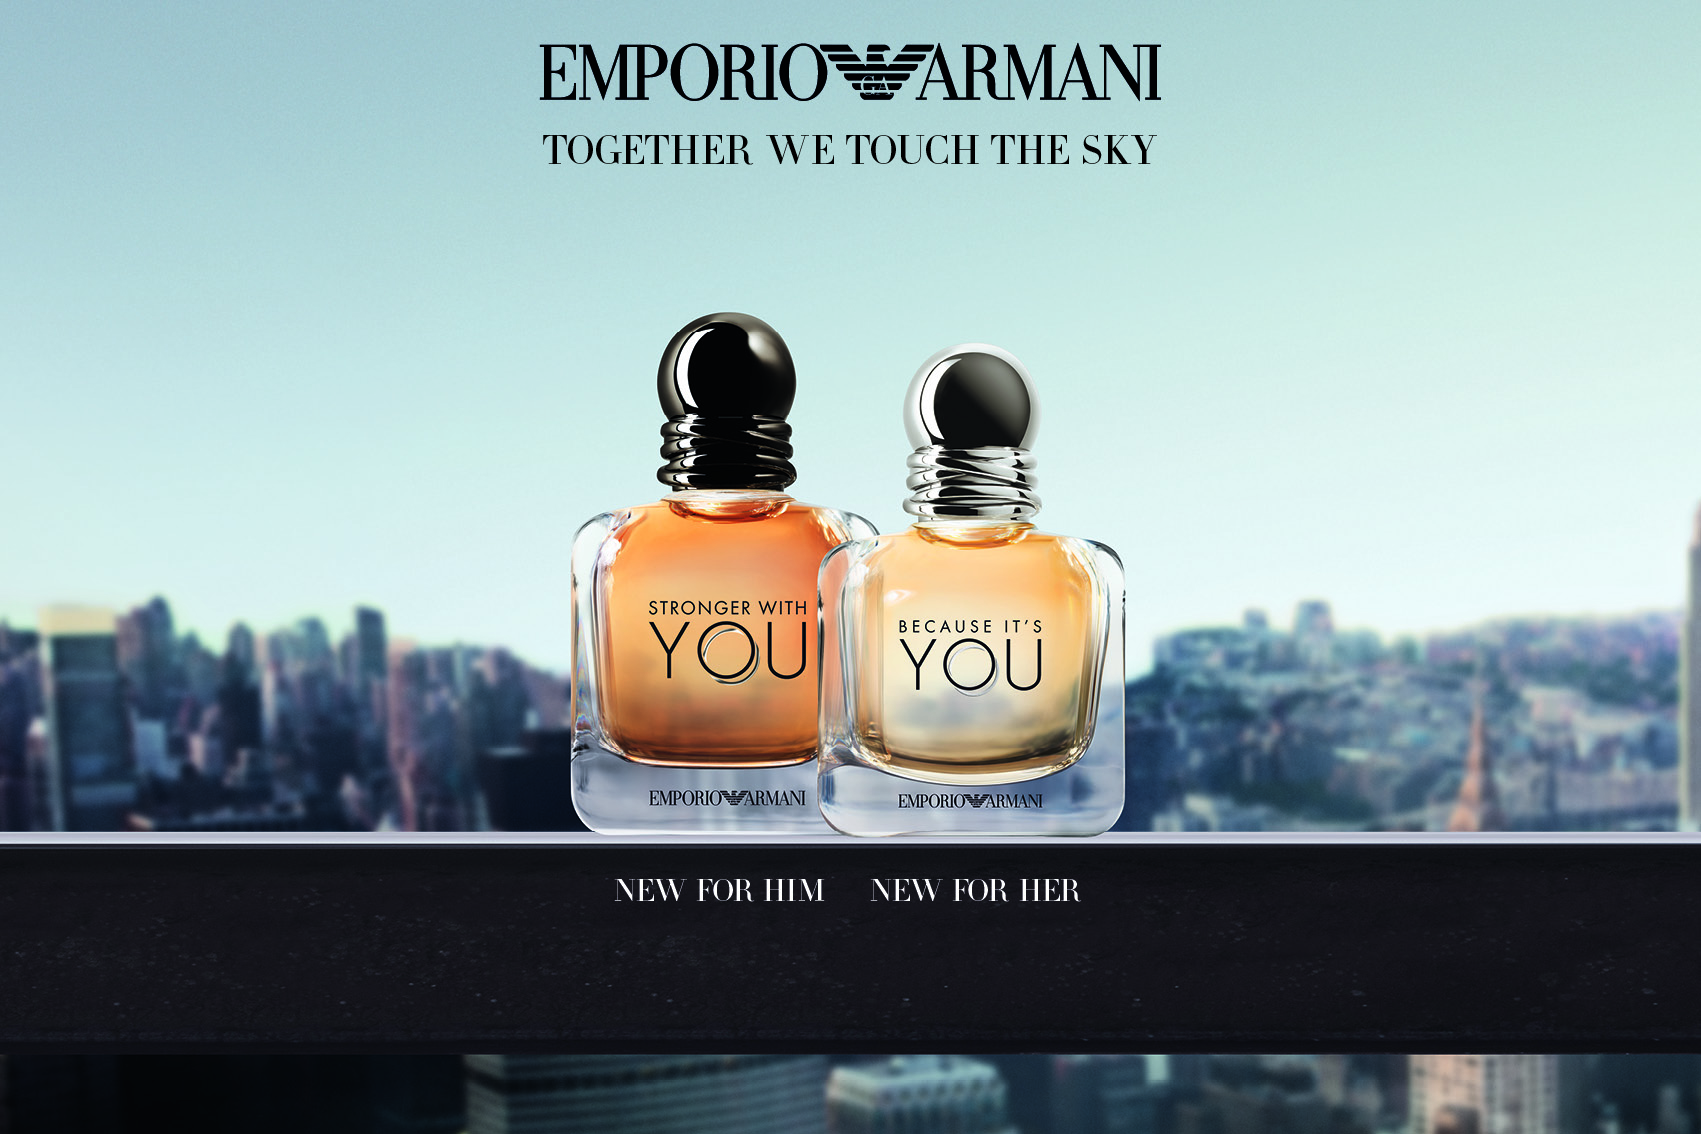 EMPORIO ARMANI
TOGETHER WE TOUCH THE SKY
STRONGER WITH
YOU
EMPORIO ARMANI
BECAUSE IT'S
YOU
EMPORIO ARMANI
NEW FOR HIM
NEW FOR HER